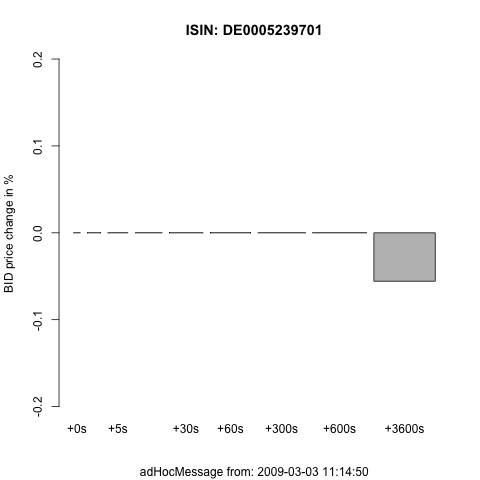 ISIN: DE0005239701
BID price change in %
0.2
0.1
0.0
-0.1
-0.2
+0s +5s +30s +60s +300s +600s +3600s
adHocMessage from: 2009-03-03 11:14:50